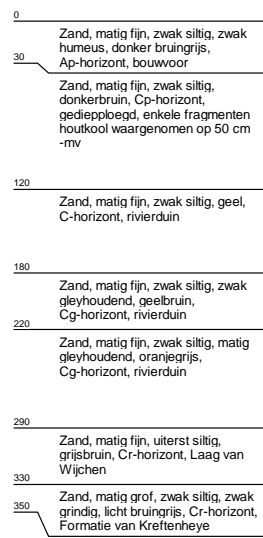 0
Zand, matig fijn, zwak siltig, zwak
humeus, donker bruingrijs,
Ap-horizont, bouwvoor
30
Zand, matig fijn, zwak siltig,
donkerbruin, Cp-horizont,
gediepploegd, enkele fragmenten
houtkool waargenomen op 50 cm
-mv
120
Zand, matig fijn, zwak siltig, geel,
C-horizont, rivierduin
180
Zand, matig fijn, zwak siltig, zwak
gleyhoudend, geelbruin,
Cg-horizont, rivierduin
220
Zand, matig fijn, zwak siltig, matig
gleyhoudend, oranjegrijs,
Cg-horizont, rivierduin
290
Zand, matig fijn, uiterst siltig,
grijsbruin, Cr-horizont, Laag van
Wijchen
330
Zand, matig grof, zwak siltig, zwak
grindig, licht bruingrijs, Cr-horizont,
Formatie van Kreftenheye
350